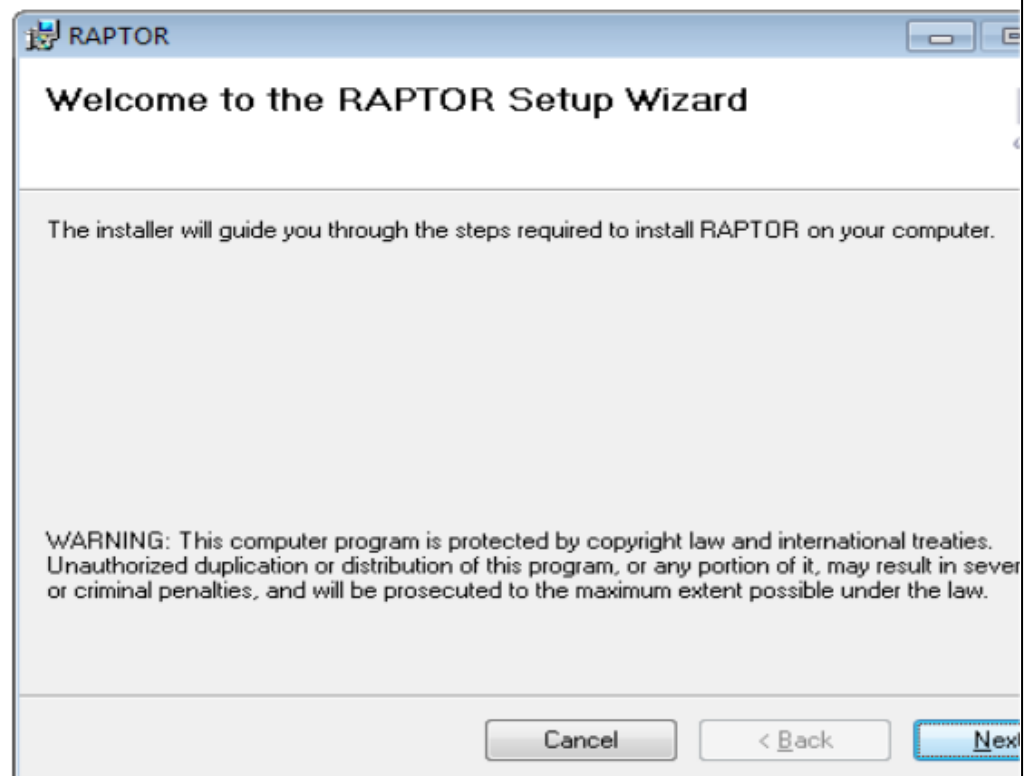 RAPTOR
Welcome to the RAPTOR Setup Wizard
The installer will guide you through the steps required to install RAPTOR on your computer.
WARNING: This computer program is protected by copyright law and international treaties.
Unauthorized duplication or distribution of this program, or any portion of it, may result in
or criminal penalties, and will be prosecuted to the maximum extent possible under the law.
Cancel
< Back